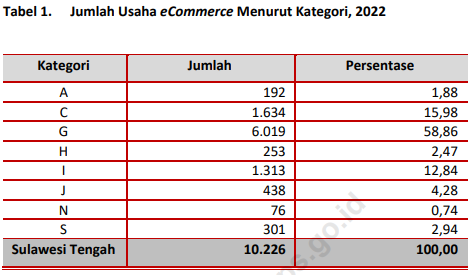 Tabel 1. Jumlah Usaha eCommerce Menurut Kategori, 2022
Kategori Jumlah Persentase
A 192 1,88
C 1.634 15,98
G 6.019 58,86
H 253 2,47
I 1.313 12,84
J 438 4,28
N 76 0,74
S 301 2,94
Sulawesi Tengah 10.226 100,00
s.go.id